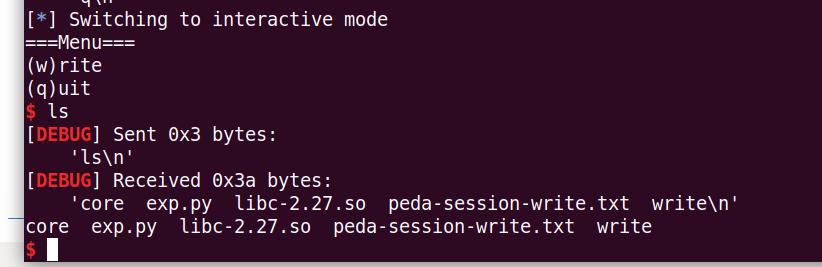 q\n'
[*] Switching to interactive mode
===Menu===
(w)rite
(q)uit
$ ls
[DEBUG] Sent 0x3 bytes:
'ls\n'
[DEBUG] Received 0x3a bytes:
'core  exp.py  libc-2.27.so  peda-session-write.txt  write\n'
core  exp.py  libc-2.27.so  peda-session-write.txt  write
$